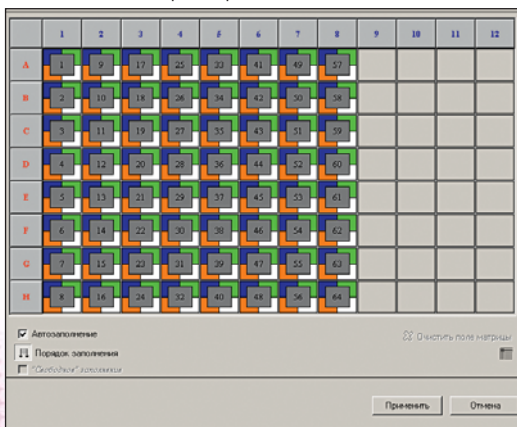 1 2 3 4 5 6 7 8 9 10 11 12
A 1 9 17 25 33 41 49 57
B 2 10 18 26 34 42 50 58
C 3 11 19 27 35 43 51 59
D 4 12 20 28 36 44 52 60
E 5 13 21 29 37 45 53 61
F 6 14 22 30 38 46 54 62
G 7 15 23 31 39 47 55 63
H 8 16 24 32 40 48 56 64
Автозаполнение
Очистить поле матрицы
Порядок заполнения
"Свободное" заполнение
Применить Отмена